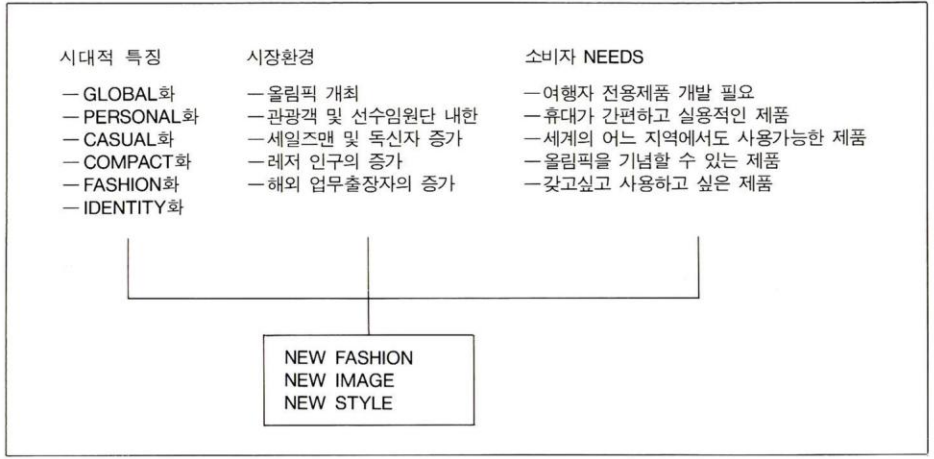 시대적 특징
— GLOBAL화
— PERSONAL화
— CASUAL화
— COMPACT화
— FASHION화
— IDENTITY화
시장환경
— 올림픽 개최
— 관광객 및 선수임원단 내한
— 세일즈맨 및 독신자 증가
— 레저 인구의 증가
— 해외 업무출장자의 증가
소비자 NEEDS
— 여행자 전용제품 개발 필요
— 휴대가 간편하고 실용적인 제품
— 세계의 어느 지역에서도 사용가능한 제품
— 올림픽을 기념할 수 있는 제품
— 갖고싶고 사용하고 싶은 제품
NEW FASHION
NEW IMAGE
NEW STYLE